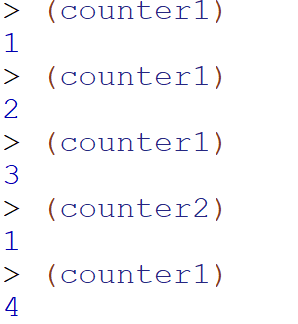 > (counter1)
1
> (counter1)
2
> (counter1)
3
> (counter2)
1
> (counter1)
4